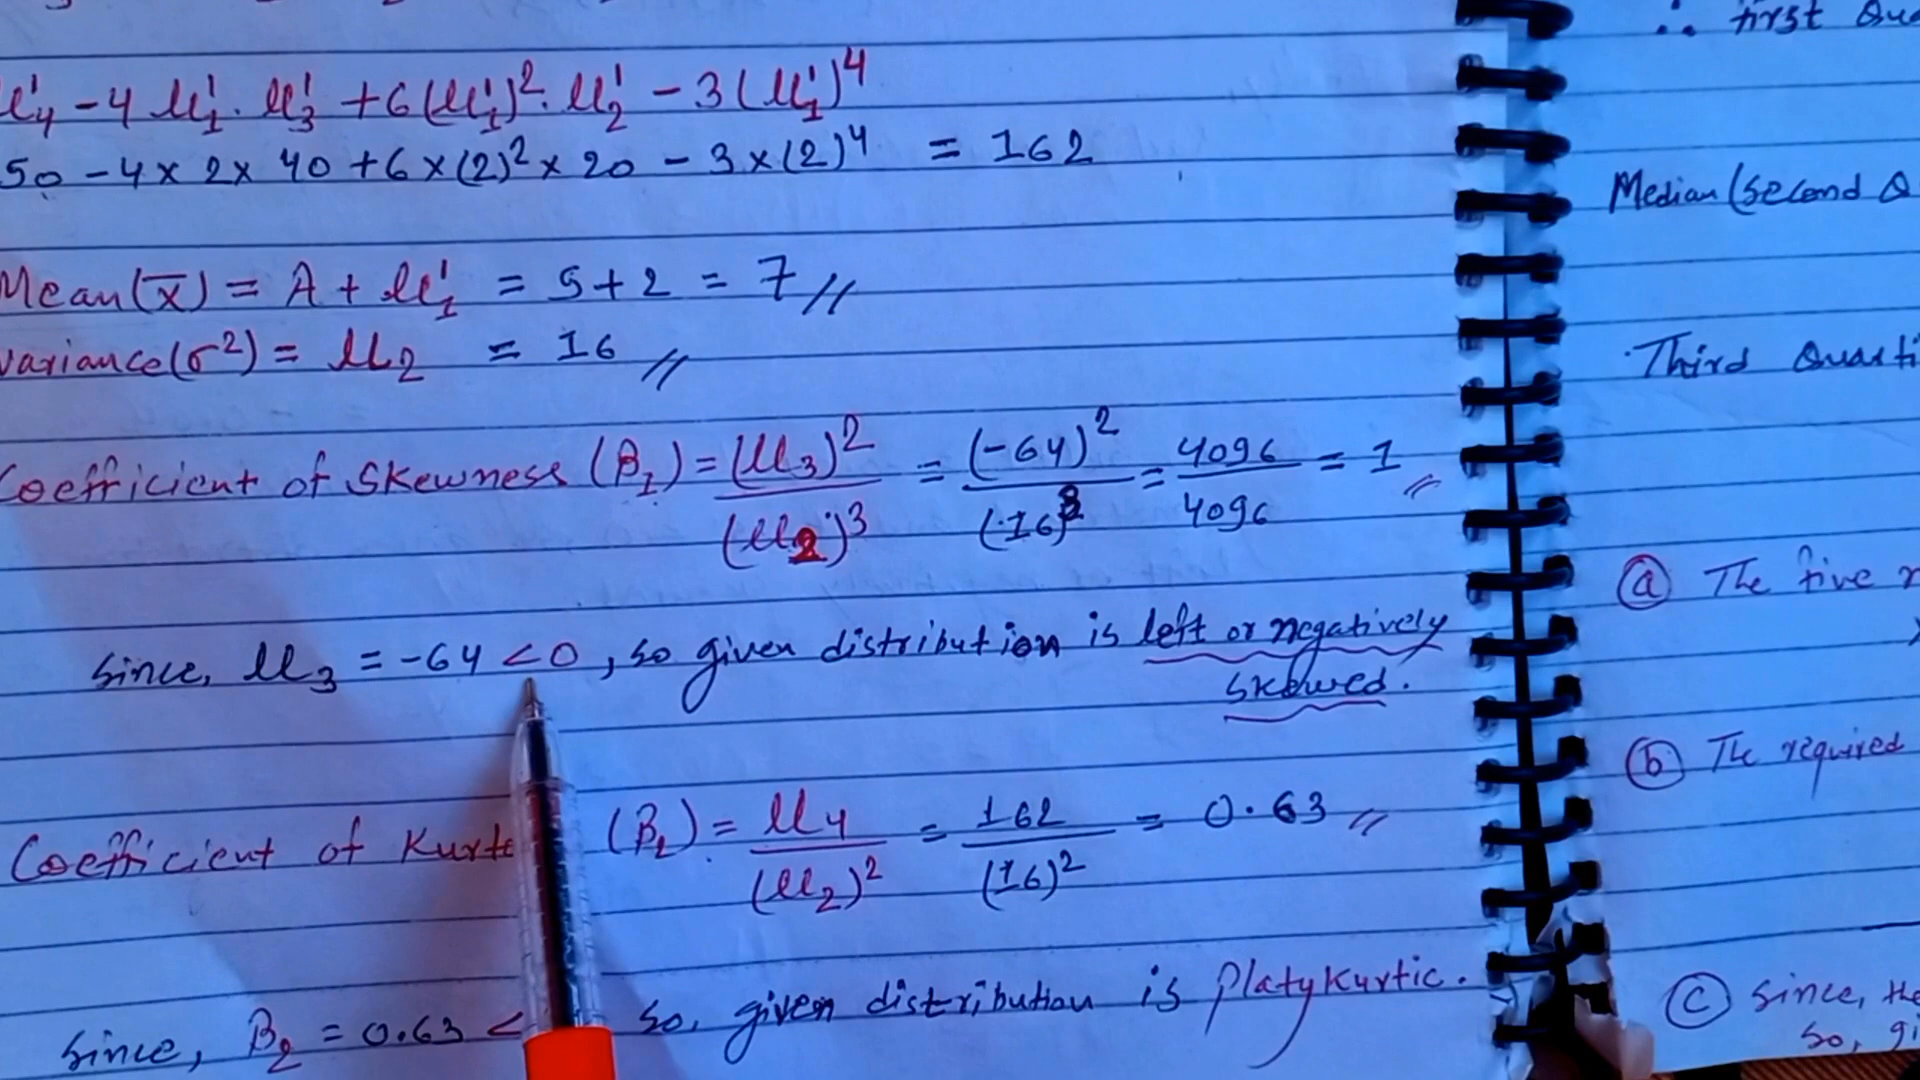 μ'₄ - 4 μ'₁ · μ'₃ + 6 (μ'₁)² · μ'₂ - 3 (μ'₁)⁴
50 - 4 × 2 × 40 + 6 × (2)² × 20 - 3 × (2)⁴ = 162
Mean (x̄) = A + μ'₁ = 5 + 2 = 7 //
variance (σ²) = μ₂ = 16 //
Coefficient of Skewness (β₁) = (μ₃)² / (μ₂)³ = (-64)² / (16)³ = 4096 / 4096 = 1 //
since, μ₃ = -64 < 0, so given distribution is left or negatively
skewed.
Coefficient of (β₂) = μ₄ / (μ₂)² = 162 / (16)² = 0.63 //
since, β₂ = 0.63 < so, given distribution is Platykurtic.
∴ first
Median (Second Q
Third
ⓐ The five
ⓑ The required
ⓒ since, the
so,